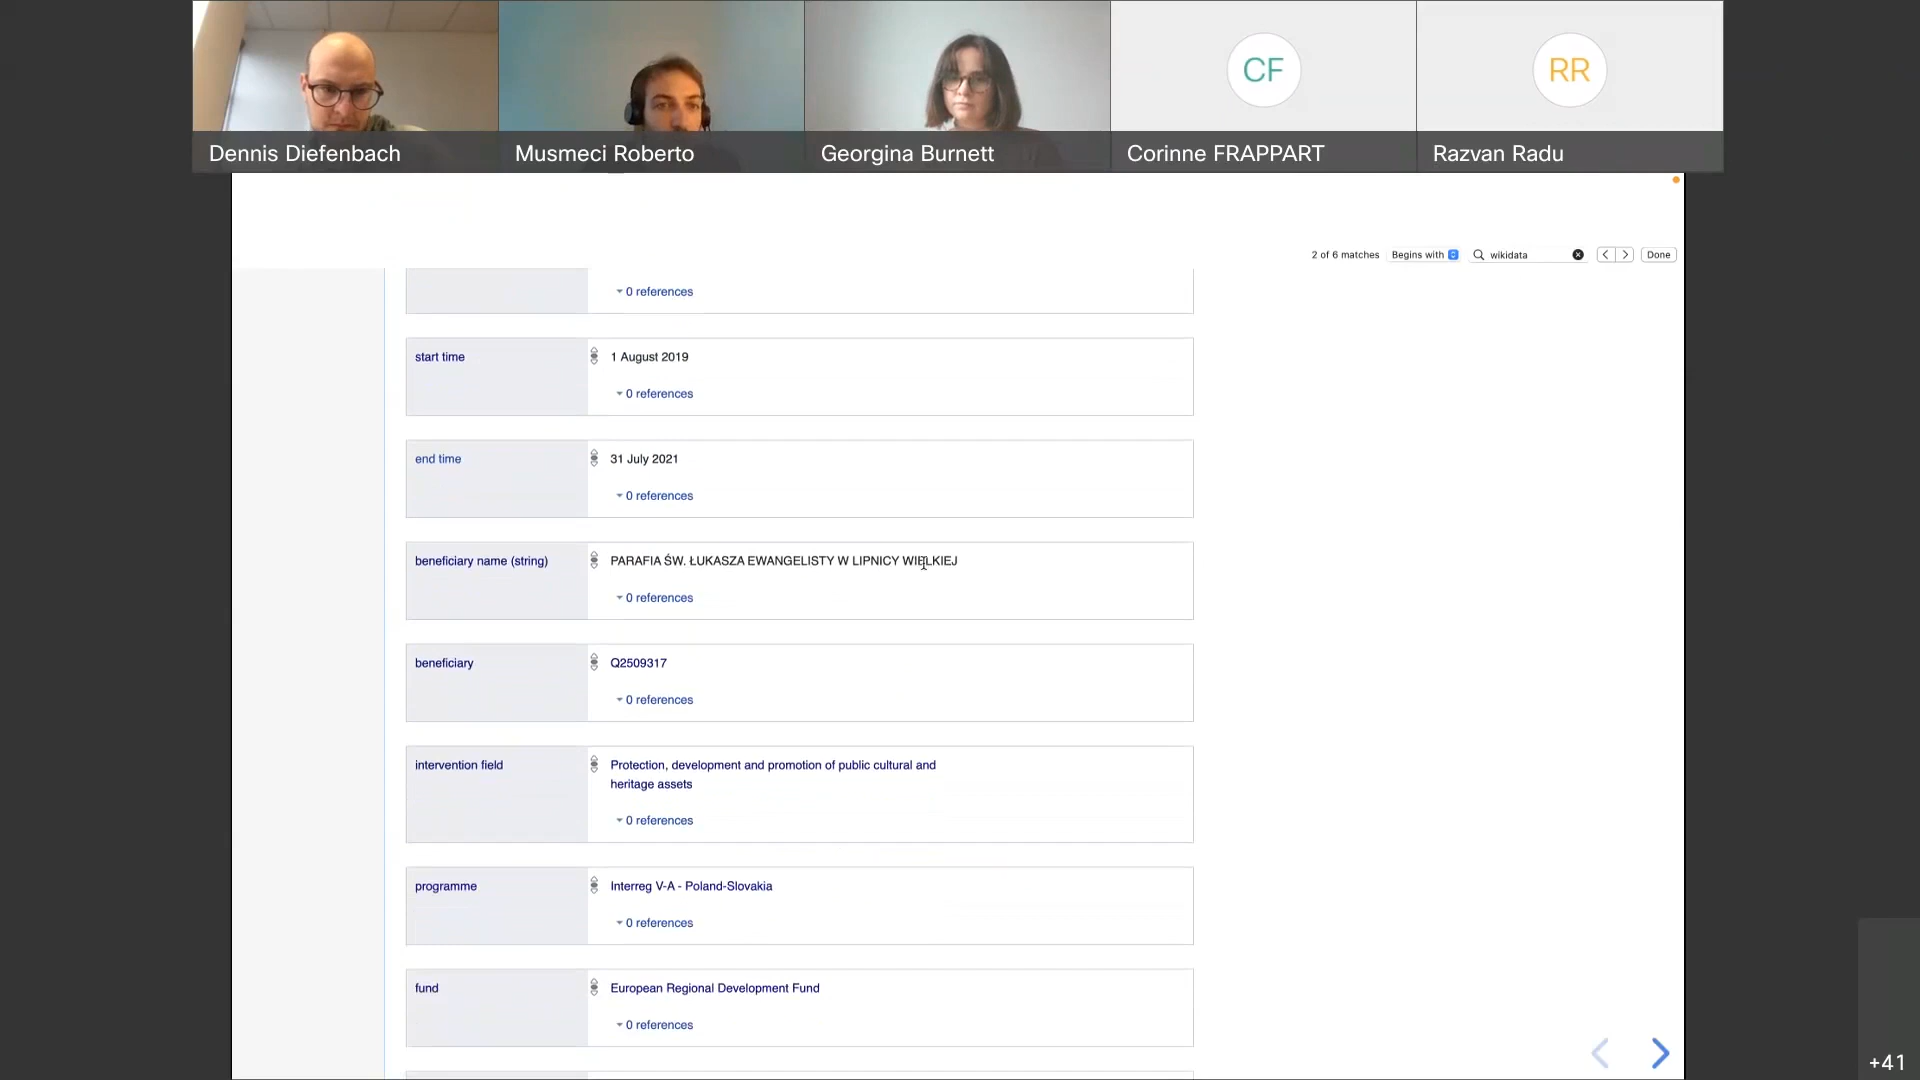 CF
RR
Dennis Diefenbach
Musmeci Roberto
Georgina Burnett
Corinne FRAPPART
Razvan Radu
2 of 6 matches Begins with wikidata Done
0 references
start time 1 August 2019
0 references
end time 31 July 2021
0 references
beneficiary name (string) PARAFIA ŚW. ŁUKASZA EWANGELISTY W LIPNICY WIELKIEJ
0 references
beneficiary Q2509317
0 references
intervention field Protection, development and promotion of public cultural and
heritage assets
0 references
programme Interreg V-A - Poland-Slovakia
0 references
fund European Regional Development Fund
0 references
+41